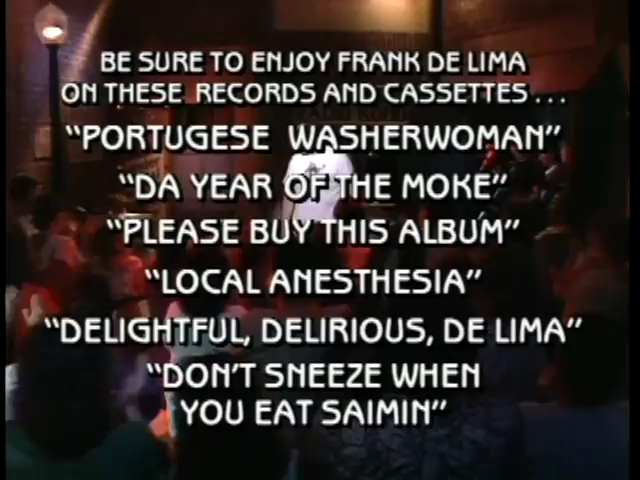 BE SURE TO ENJOY FRANK DE LIMA
ON THESE RECORDS AND CASSETTES...
"PORTUGESE WASHERWOMAN"
"DA YEAR OF THE MOKE"
"PLEASE BUY THIS ALBUM"
"LOCAL ANESTHESIA"
"DELIGHTFUL, DELIRIOUS, DE LIMA"
"DON'T SNEEZE WHEN
YOU EAT SAIMIN"